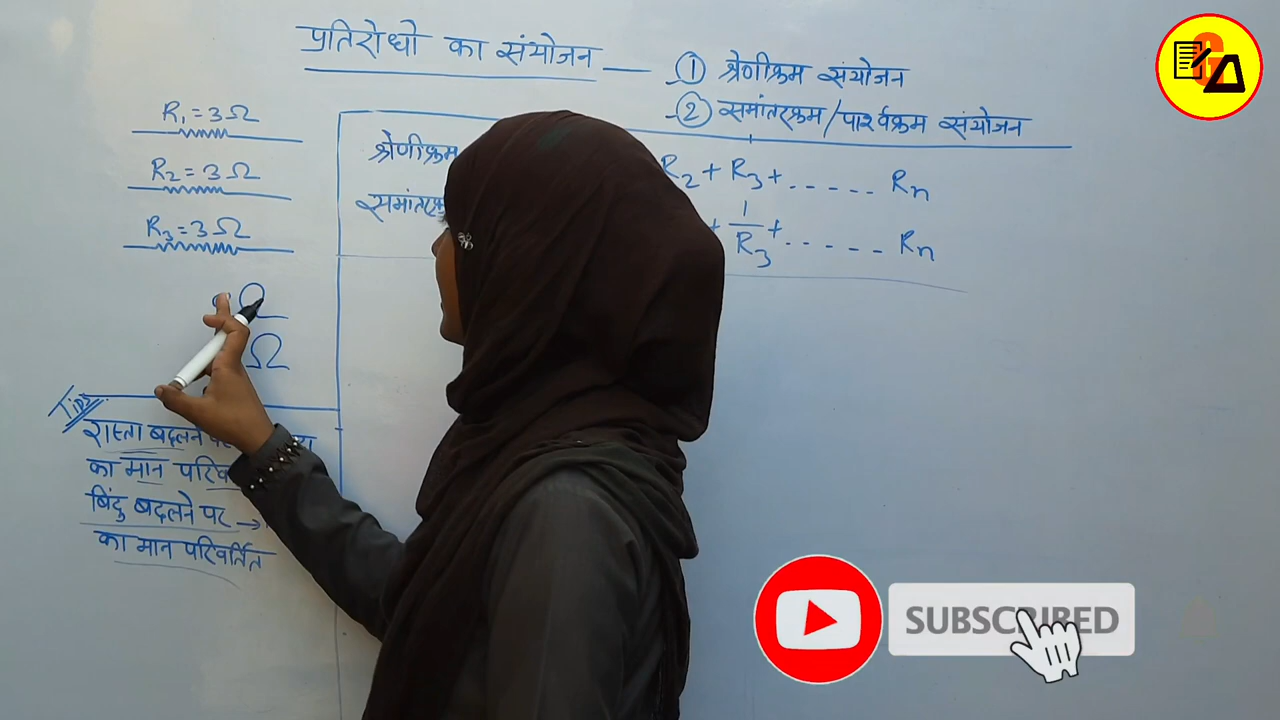 प्रतिरोधो का संयोजन
① श्रेणीक्रम संयोजन
② समांतरक्रम/पार्श्वक्रम संयोजन
R₁ = 3Ω
R₂ = 3Ω
R₃ = 3Ω
श्रेणीक्रम R₂ + R₃ + ..... Rn
समांतरक्रम + 1/R₃ + ...... Rn
Ω
Ω
Tips
रास्ता बदलने
का मान
बिंदु बदलने पर →
का मान परिवर्तित
SUBSCRIBED